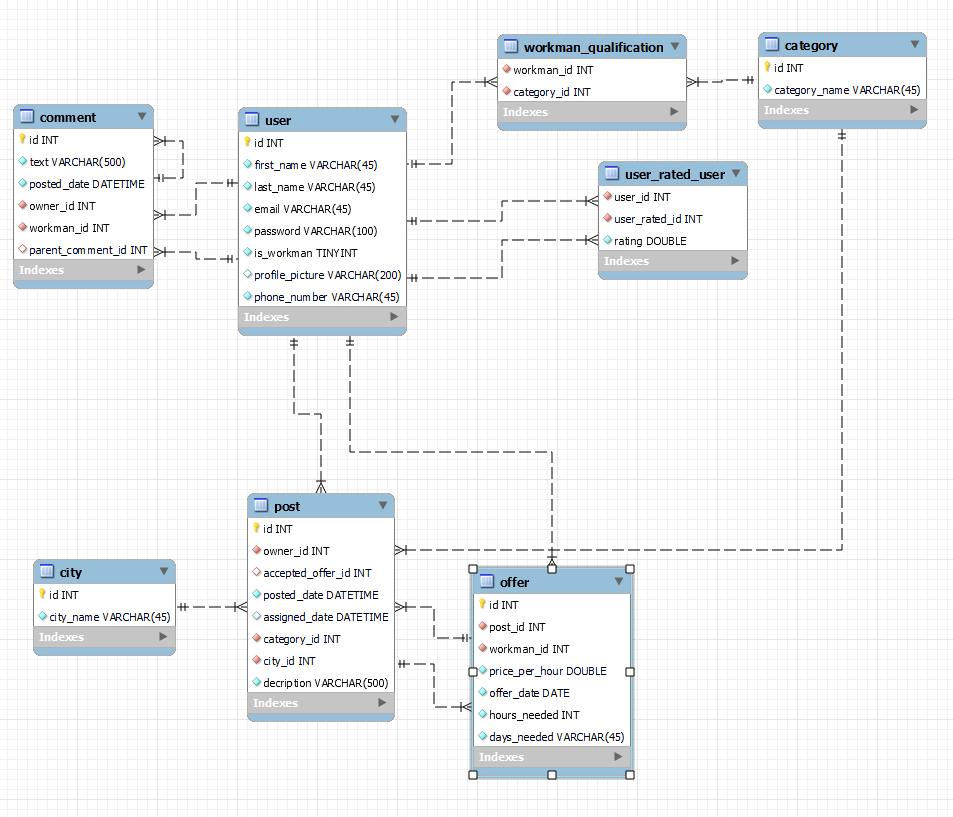 workman_qualification
workman_id INT
category_id INT
Indexes
category
id INT
category_name VARCHAR(45)
Indexes
comment
id INT
text VARCHAR(500)
posted_date DATETIME
owner_id INT
workman_id INT
parent_comment_id INT
Indexes
user
id INT
first_name VARCHAR(45)
last_name VARCHAR(45)
email VARCHAR(45)
password VARCHAR(100)
is_workman TINYINT
profile_picture VARCHAR(200)
phone_number VARCHAR(45)
Indexes
user_rated_user
user_id INT
user_rated_id INT
rating DOUBLE
Indexes
post
id INT
owner_id INT
accepted_offer_id INT
posted_date DATETIME
assigned_date DATETIME
category_id INT
city_id INT
decription VARCHAR(500)
Indexes
city
id INT
city_name VARCHAR(45)
Indexes
offer
id INT
post_id INT
workman_id INT
price_per_hour DOUBLE
offer_date DATE
hours_needed INT
days_needed VARCHAR(45)
Indexes